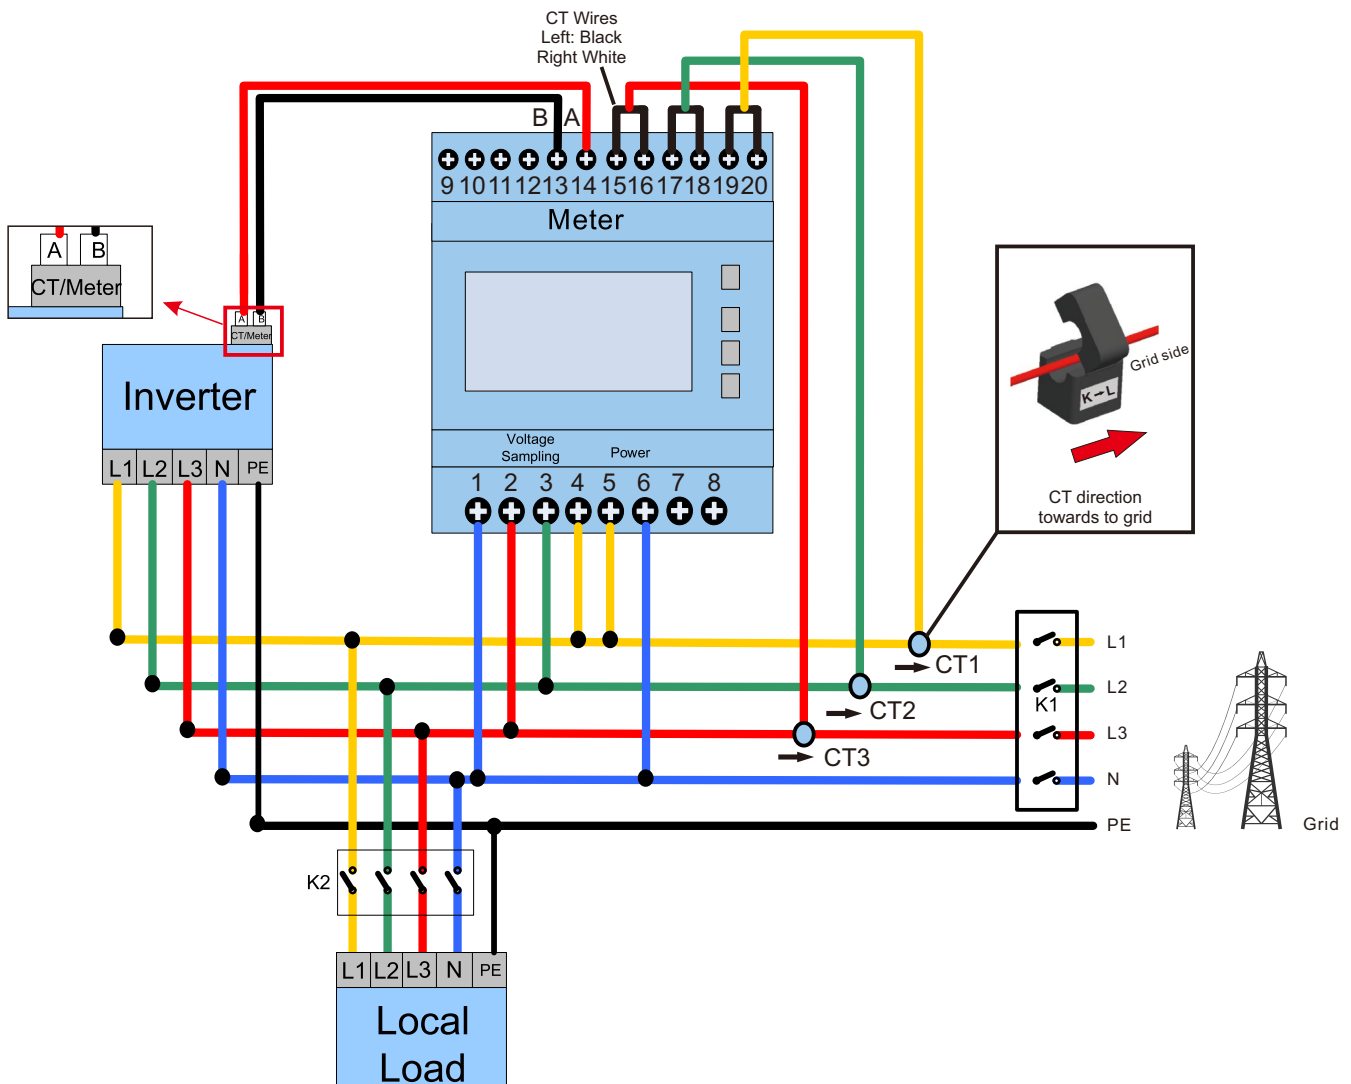 CT Wires
Left: Black
Right White
B A
9 10 11 12 13 14 15 16 17 18 19 20
Meter
A B
CT/Meter
A B
CT/Meter
Inverter
L1 L2 L3 N PE
Voltage
Sampling
Power
1 2 3 4 5 6 7 8
Grid side
K→L
CT direction
towards to grid
CT1
CT2
CT3
K1
L1
L2
L3
N
PE
Grid
K2
L1 L2 L3 N PE
Local
Load